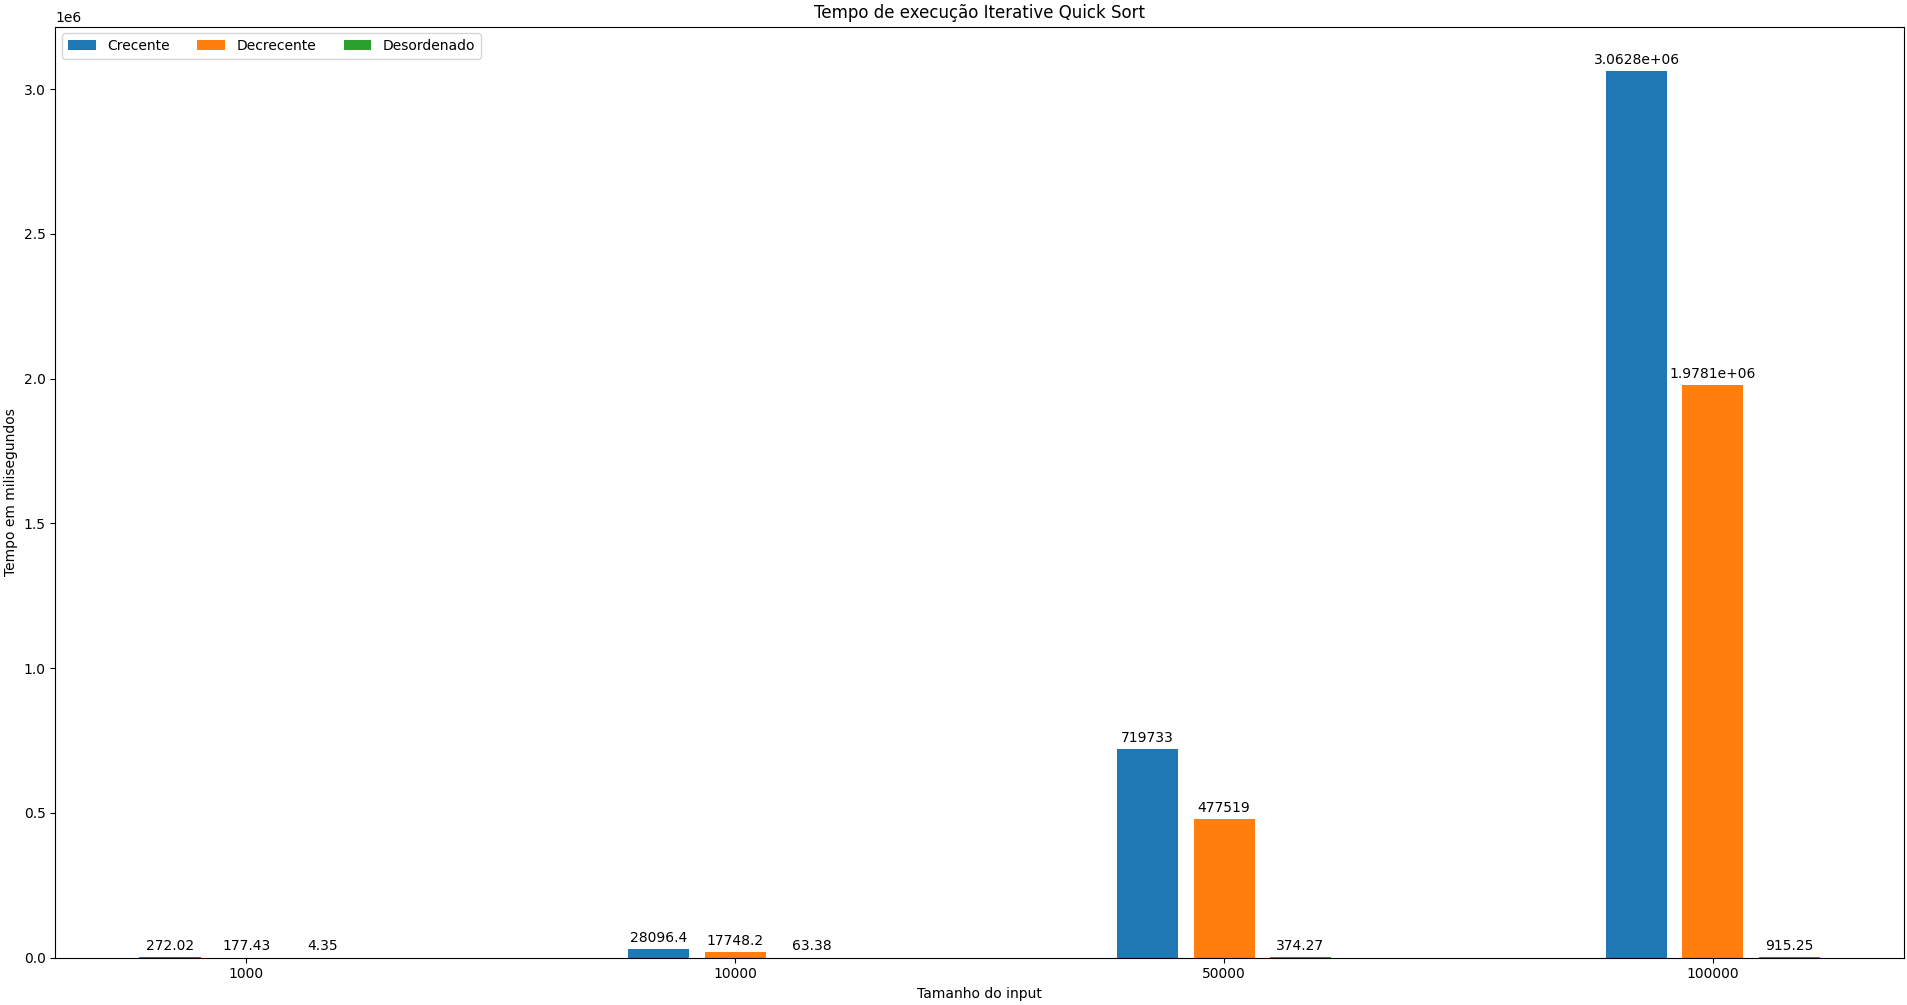 Tempo de execução Iterative Quick Sort
1e6
Crecente Decrecente Desordenado
3.0
2.5
2.0
1.5
1.0
0.5
0.0
Tempo em milisegundos
272.02 177.43 4.35
28096.4 17748.2 63.38
719733 477519 374.27
3.0628e+06 1.9781e+06 915.25
1000 10000 50000 100000
Tamanho do input